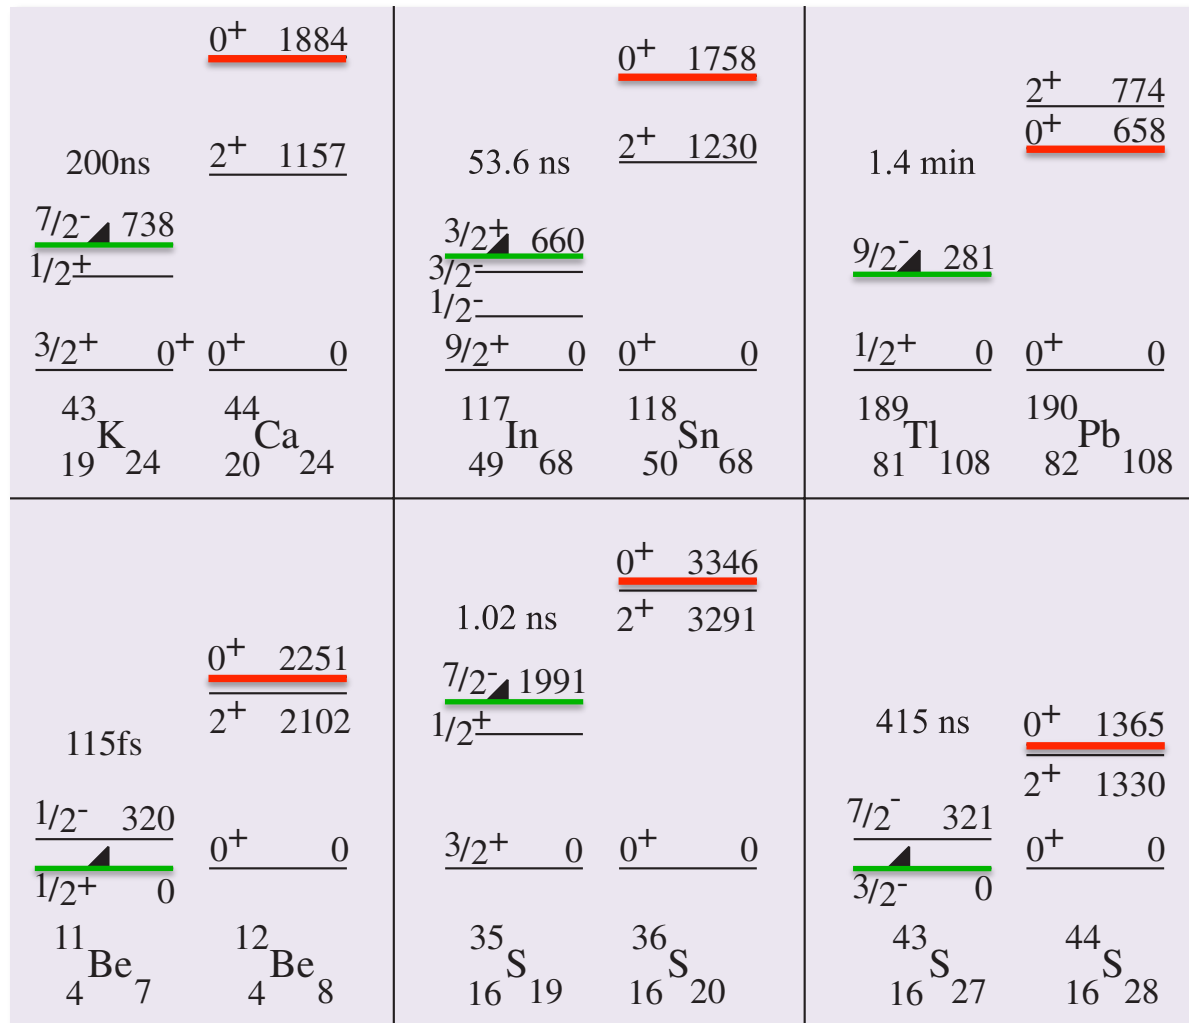 0+ 1884
2+ 1157
200ns
7/2- 738
1/2+
3/2+ 0+
0+ 0
43 K 19 24
44 Ca 20 24
0+ 1758
2+ 1230
53.6 ns
3/2+ 660
3/2-
1/2-
9/2+ 0
0+ 0
117 In 49 68
118 Sn 50 68
2+ 774
0+ 658
1.4 min
9/2- 281
1/2+ 0
0+ 0
189 Tl 81 108
190 Pb 82 108
0+ 2251
2+ 2102
115fs
1/2- 320
1/2+ 0
0+ 0
11 Be 4 7
12 Be 4 8
0+ 3346
2+ 3291
1.02 ns
7/2- 1991
1/2+
3/2+ 0
0+ 0
35 S 16 19
36 S 16 20
0+ 1365
2+ 1330
415 ns
7/2- 321
3/2- 0
0+ 0
43 S 16 27
44 S 16 28